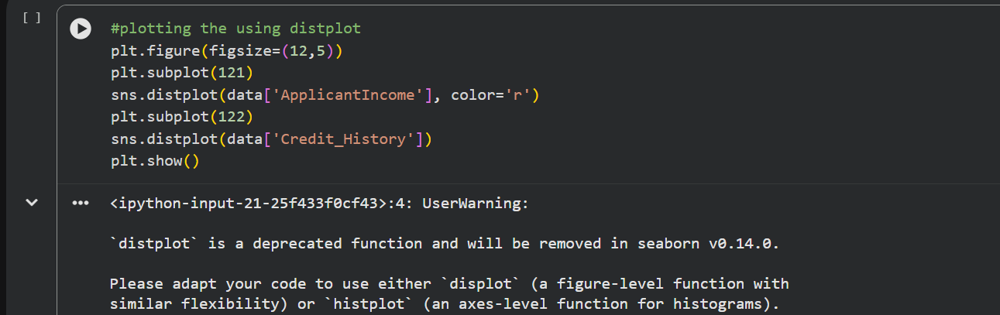 [ ]
#plotting the using distplot
plt.figure(figsize=(12,5))
plt.subplot(121)
sns.distplot(data['ApplicantIncome'], color='r')
plt.subplot(122)
sns.distplot(data['Credit_History'])
plt.show()
<ipython-input-21-25f433f0cf43>:4: UserWarning:
`distplot` is a deprecated function and will be removed in seaborn v0.14.0.
Please adapt your code to use either `displot` (a figure-level function with
similar flexibility) or `histplot` (an axes-level function for histograms).